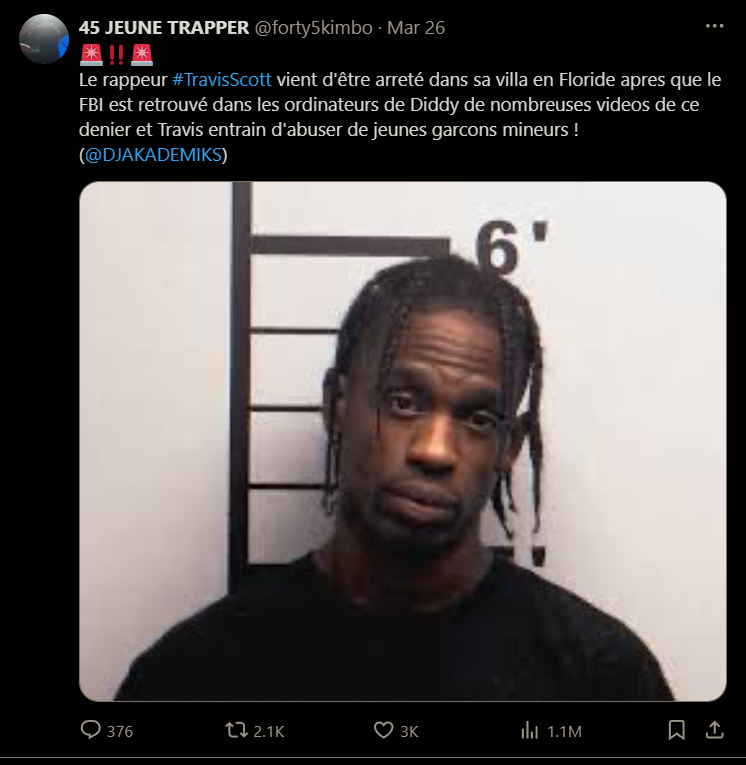 45 JEUNE TRAPPER @forty5kimbo · Mar 26
🚨‼️🚨
Le rappeur #TravisScott vient d'être arreté dans sa villa en Floride apres que le
FBI est retrouvé dans les ordinateurs de Diddy de nombreuses videos de ce
denier et Travis entrain d'abuser de jeunes garcons mineurs !
(@DJAKADEMIKS)
6'
376 2.1K 3K 1.1M